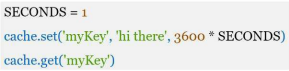 SECONDS = 1
cache.set('myKey', 'hi there', 3600 * SECONDS)
cache.get('myKey')